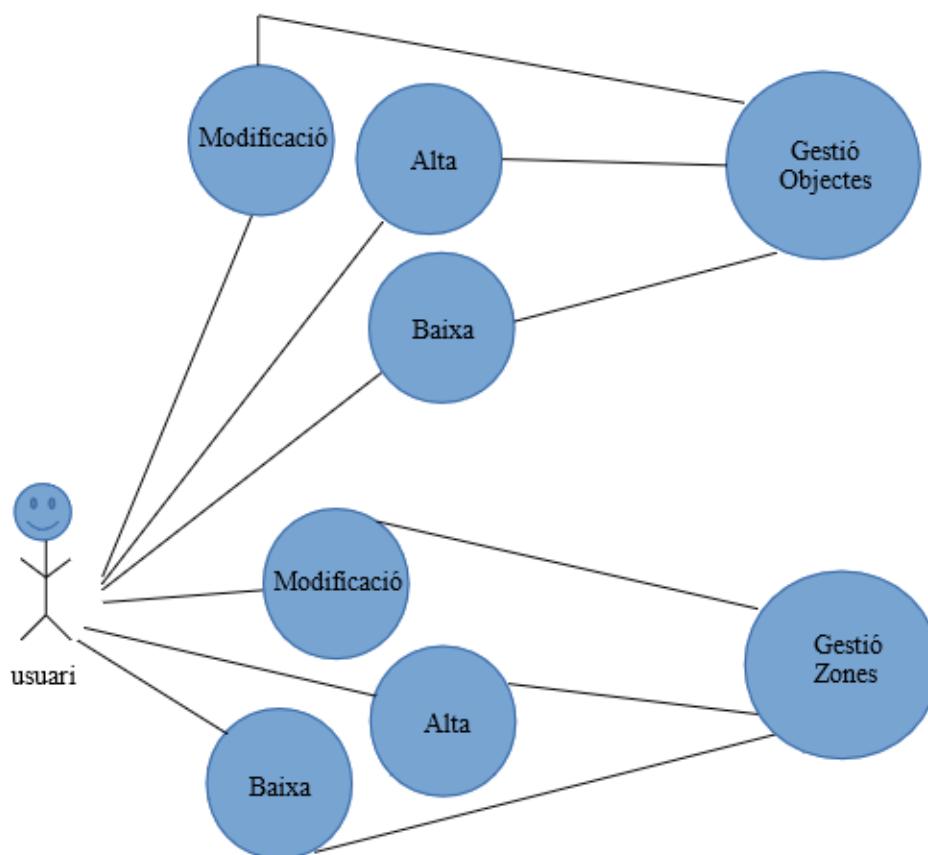 Modificació
Alta
Gestió
Objectes
Baixa
Modificació
usuari
Gestió
Zones
Alta
Baixa